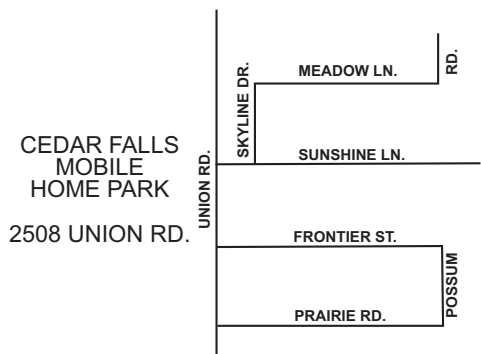 CEDAR FALLS
MOBILE
HOME PARK
2508 UNION RD.
UNION RD.
SKYLINE DR.
MEADOW LN.
RD.
SUNSHINE LN.
FRONTIER ST.
POSSUM
PRAIRIE RD.